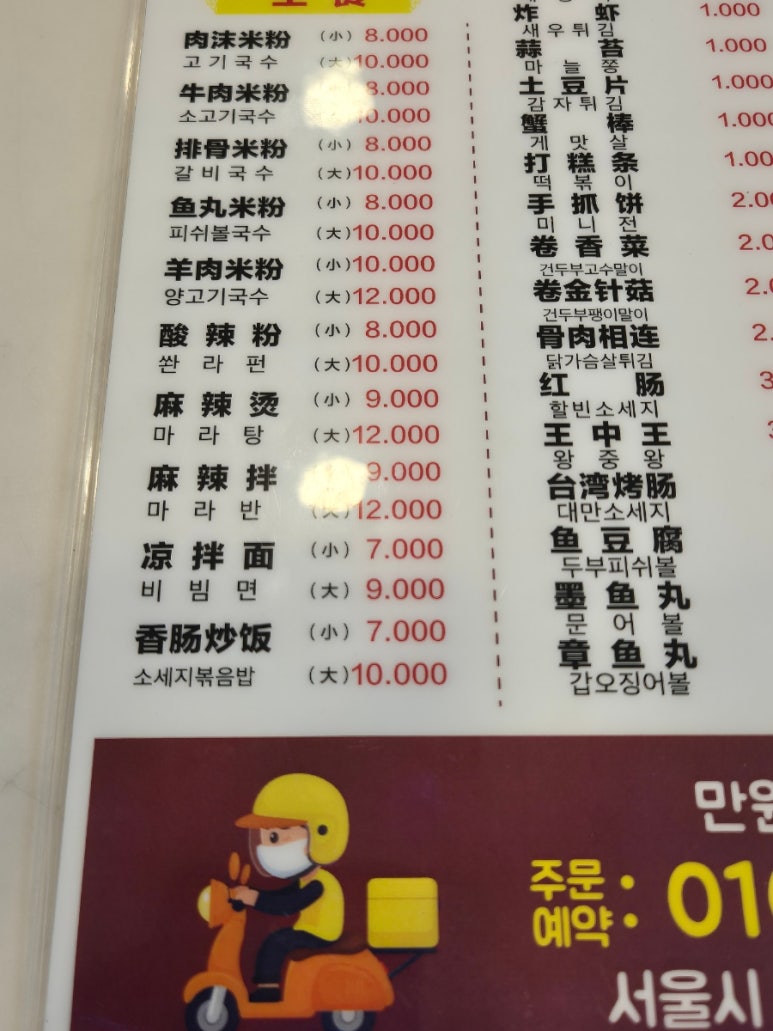 肉沫米粉 (小) 8.000
고기국수 (大)10.000
牛肉米粉 8.000
소고기국수
排骨米粉 (小) 8.000
갈비국수 (大)10.000
鱼丸米粉 (小) 8.000
피쉬볼국수 (大)10.000
羊肉米粉 (小)10.000
양고기국수 (大)12.000
酸辣粉 (小) 8.000
쏸라펀 (大)10.000
麻辣烫 (小) 9.000
마라탕 (大)12.000
麻辣拌 9.000
마라반 12.000
凉拌面 (小) 7.000
비빔면 (大) 9.000
香肠炒饭 (小) 7.000
소세지볶음밥 (大)10.000
炸虾 1.000
새우튀김
蒜苔 1.000
마늘쫑
土豆片 1.000
감자튀김
蟹棒 1.000
게맛살
打糕条
떡볶이
手抓饼
미니전
卷香菜
건두부고수말이
卷金针菇
건두부팽이말이
骨肉相连
닭가슴살튀김
红肠
할빈소세지
王中王
왕중왕
台湾烤肠
대만소세지
鱼豆腐
두부피쉬볼
墨鱼丸
문어볼
章鱼丸
갑오징어볼
만원
주문
예약 : 010
서울시